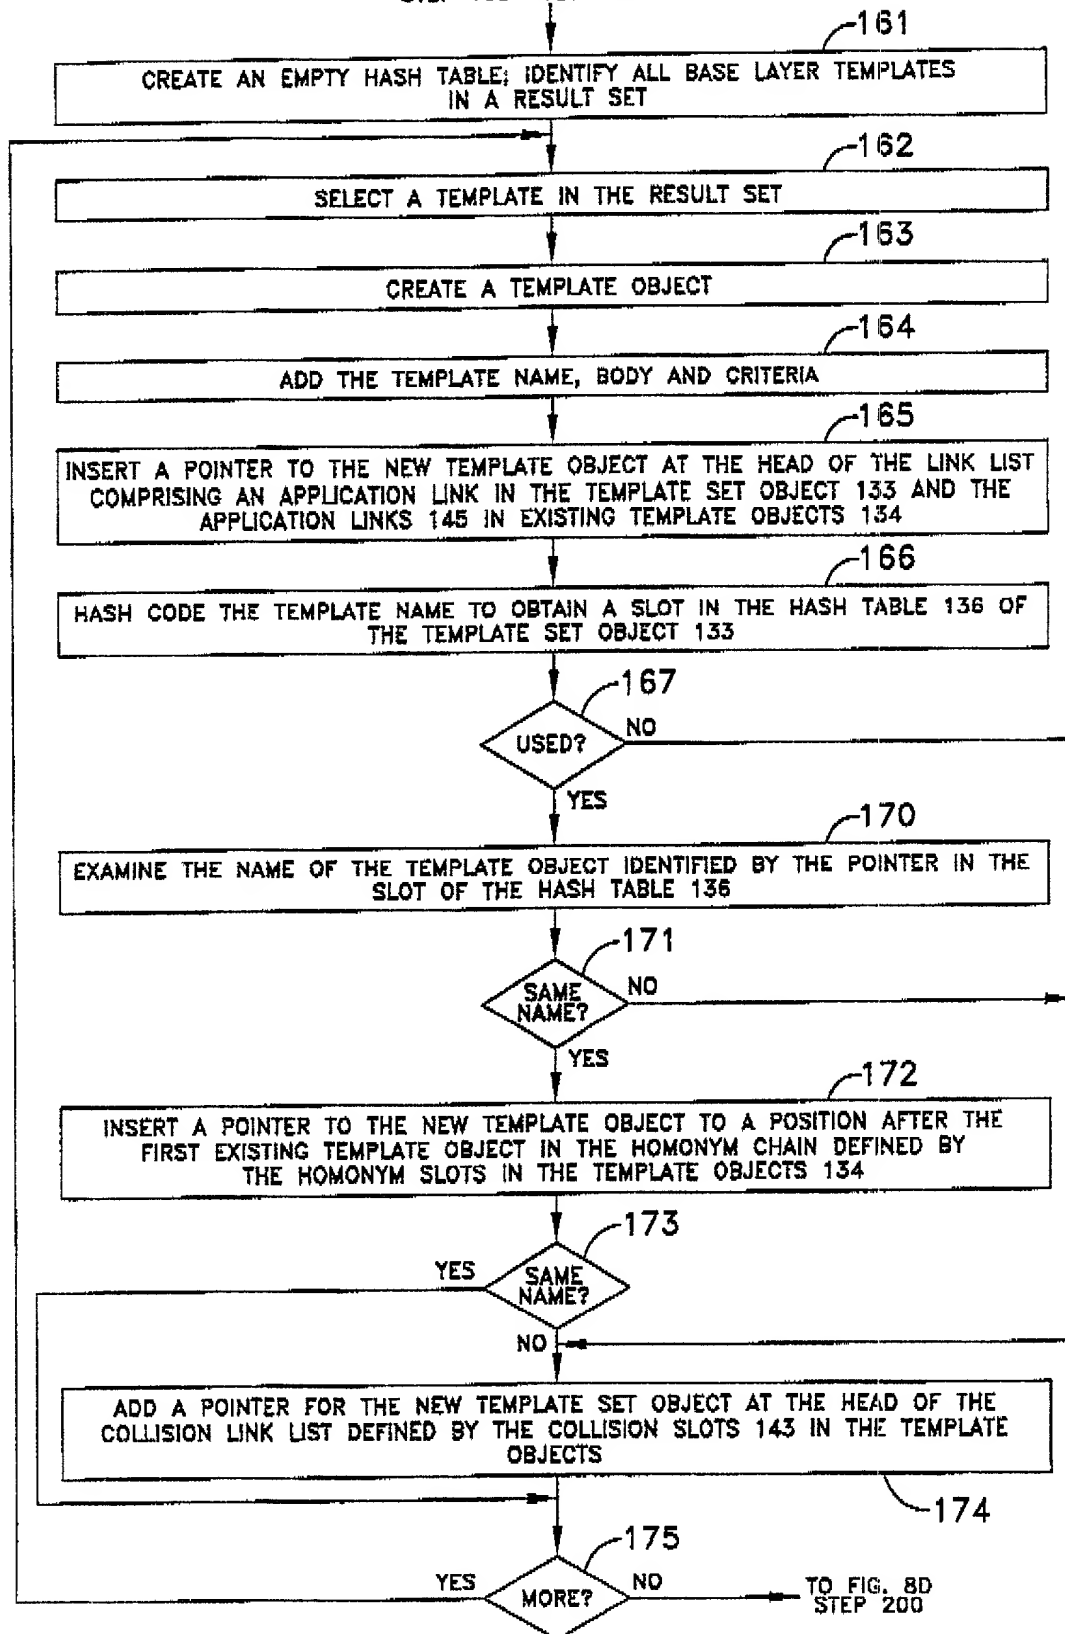 161
CREATE AN EMPTY HASH TABLE; IDENTIFY ALL BASE LAYER TEMPLATES
IN A RESULT SET
162
SELECT A TEMPLATE IN THE RESULT SET
163
CREATE A TEMPLATE OBJECT
164
ADD THE TEMPLATE NAME, BODY AND CRITERIA
165
INSERT A POINTER TO THE NEW TEMPLATE OBJECT AT THE HEAD OF THE LINK LIST
COMPRISING AN APPLICATION LINK IN THE TEMPLATE SET OBJECT 133 AND THE
APPLICATION LINKS 145 IN EXISTING TEMPLATE OBJECTS 134
166
HASH CODE THE TEMPLATE NAME TO OBTAIN A SLOT IN THE HASH TABLE 136 OF
THE TEMPLATE SET OBJECT 133
167
USED?
NO
YES
170
EXAMINE THE NAME OF THE TEMPLATE OBJECT IDENTIFIED BY THE POINTER IN THE
SLOT OF THE HASH TABLE 136
171
SAME
NAME?
NO
YES
172
INSERT A POINTER TO THE NEW TEMPLATE OBJECT TO A POSITION AFTER THE
FIRST EXISTING TEMPLATE OBJECT IN THE HOMONYM CHAIN DEFINED BY
THE HOMONYM SLOTS IN THE TEMPLATE OBJECTS 134
173
YES
SAME
NAME?
NO
ADD A POINTER FOR THE NEW TEMPLATE SET OBJECT AT THE HEAD OF THE
COLLISION LINK LIST DEFINED BY THE COLLISION SLOTS 143 IN THE TEMPLATE
OBJECTS
174
175
YES
MORE?
NO
TO FIG. 8D
STEP 200